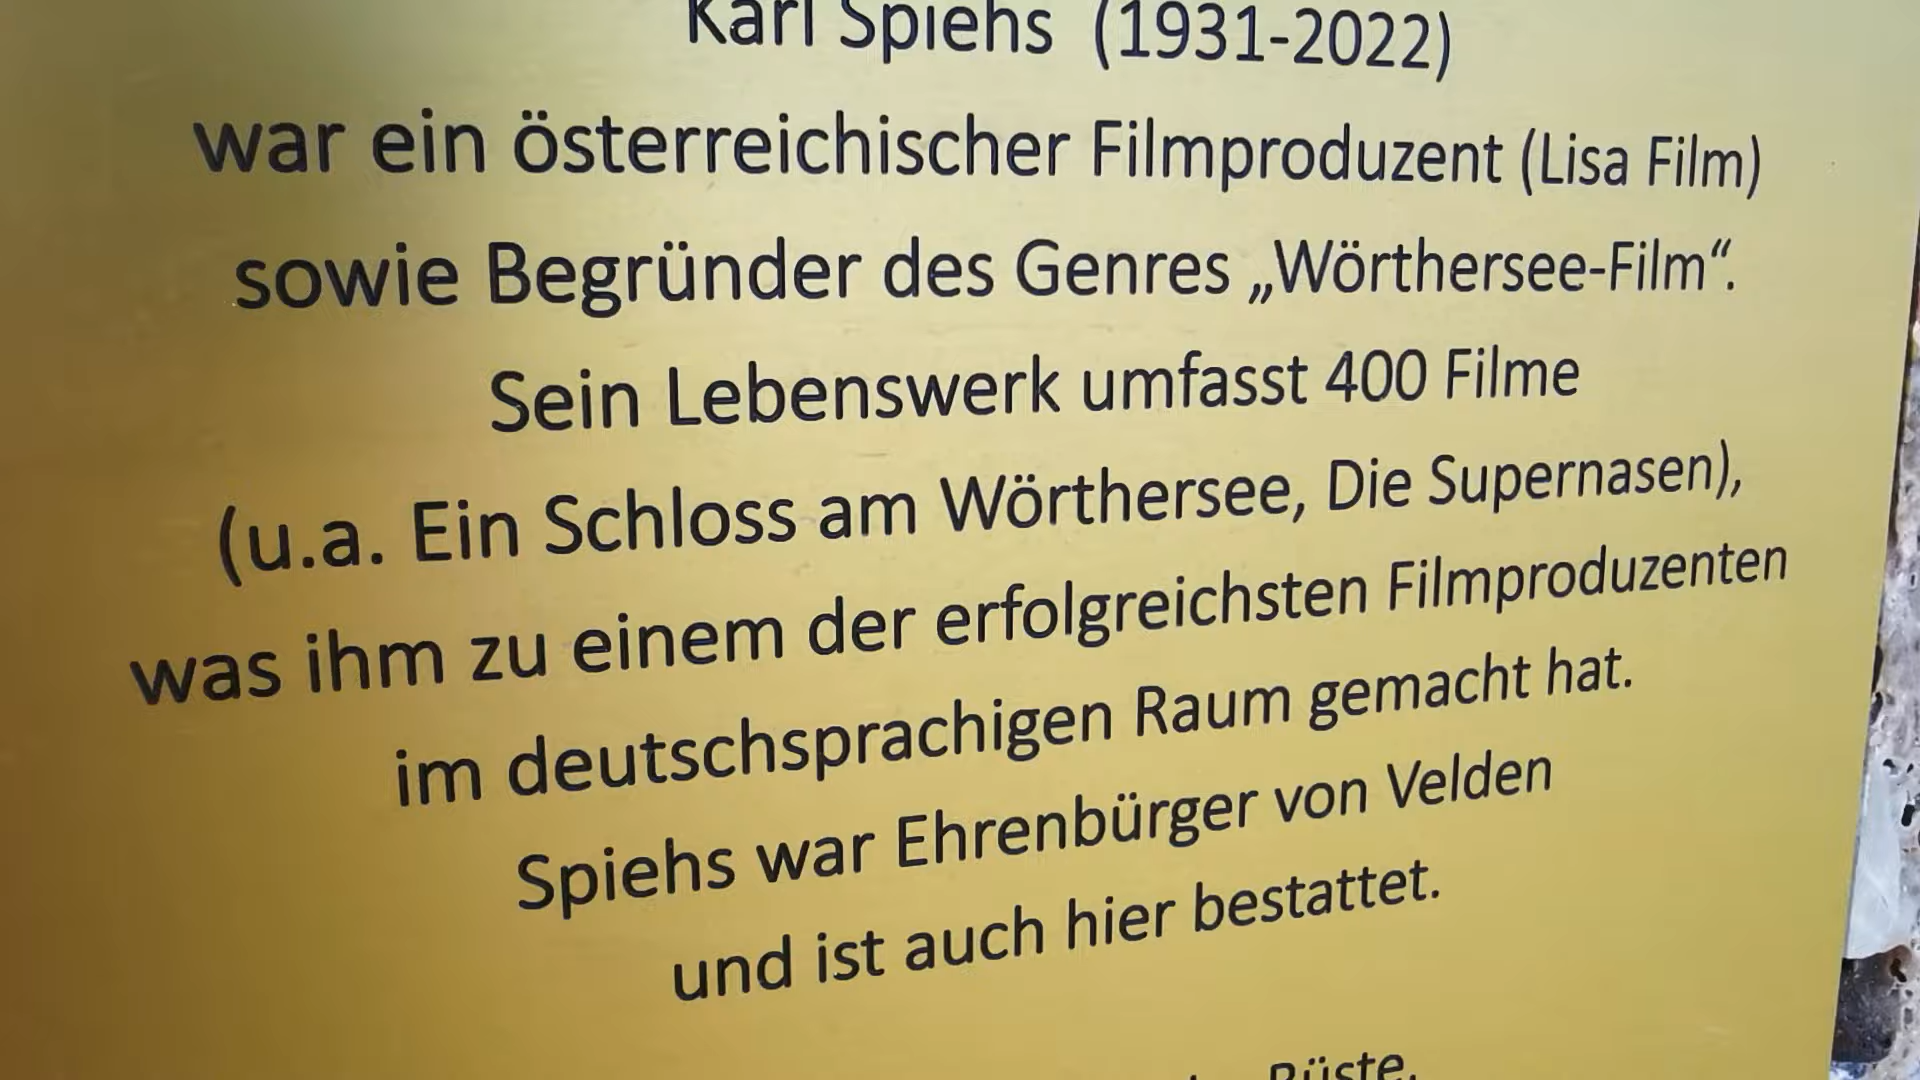 Karl Spiehs (1931-2022)
war ein österreichischer Filmproduzent (Lisa Film)
sowie Begründer des Genres „Wörthersee-Film“.
Sein Lebenswerk umfasst 400 Filme
(u.a. Ein Schloss am Wörthersee, Die Supernasen),
was ihm zu einem der erfolgreichsten Filmproduzenten
im deutschsprachigen Raum gemacht hat.
Spiehs war Ehrenbürger von Velden
und ist auch hier bestattet.
Büste.